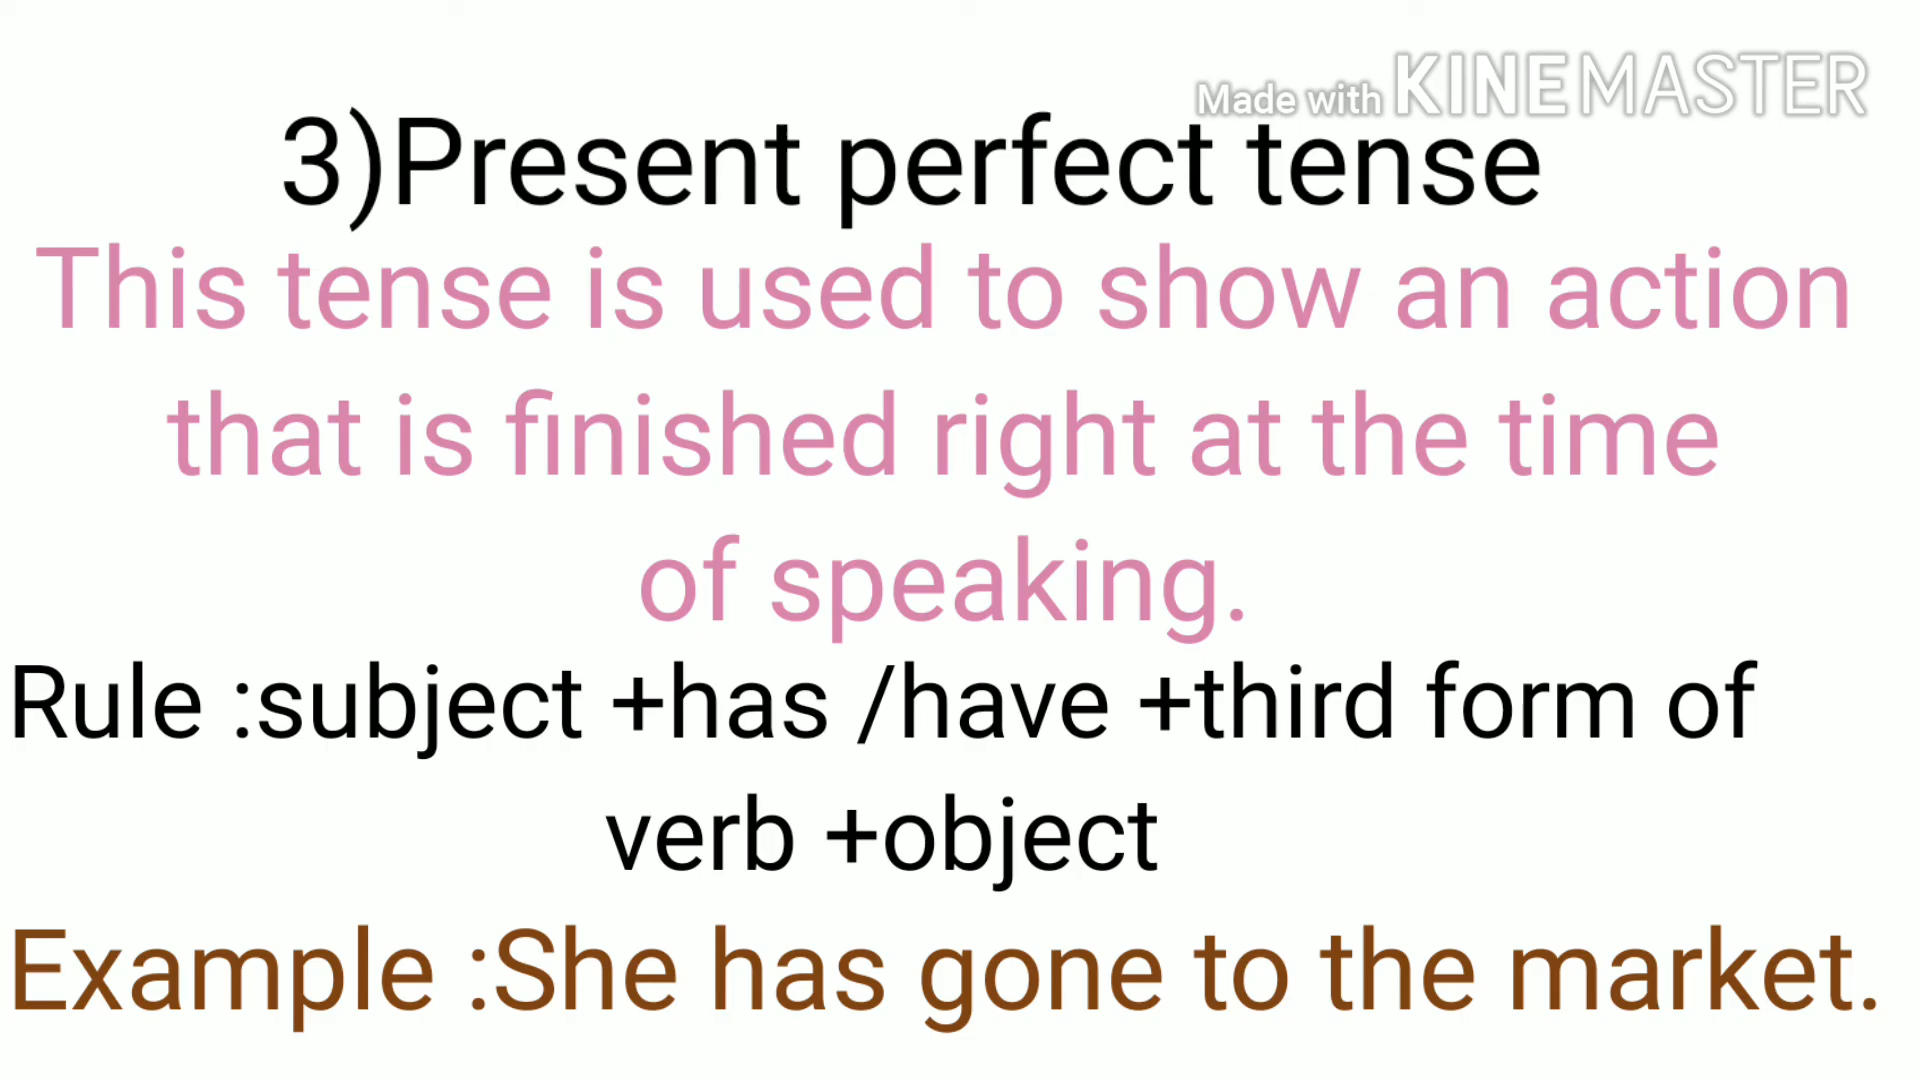 Made with KINEMASTER
3)Present perfect tense
This tense is used to show an action
that is finished right at the time
of speaking.
Rule :subject +has /have +third form of
verb +object
Example :She has gone to the market.